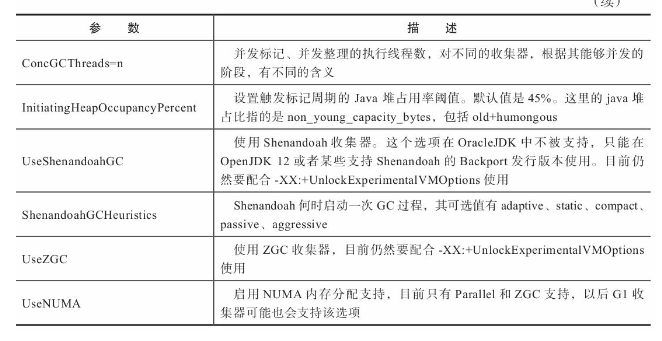 （续）
参　　数　　描　　述
ConcGCThreads=n
并发标记、并发整理的执行线程数，对不同的收集器，根据其能够并发的
阶段，有不同的含义
InitiatingHeapOccupancyPercent
设置触发标记周期的 Java 堆占用率阈值。默认值是 45%。这里的 java 堆
占比指的是 non_young_capacity_bytes，包括 old+humongous
UseShenandoahGC
使用 Shenandoah 收集器。这个选项在 OracleJDK 中不被支持，只能在
OpenJDK 12 或者某些支持 Shenandoah 的 Backport 发行版本使用。目前仍
然要配合 -XX:+UnlockExperimentalVMOptions 使用
ShenandoahGCHeuristics
Shenandoah 何时启动一次 GC 过程，其可选值有 adaptive、static、compact、
passive、aggressive
UseZGC
使用 ZGC 收集器，目前仍然要配合 -XX:+UnlockExperimentalVMOptions
使用
UseNUMA
启用 NUMA 内存分配支持，目前只有 Parallel 和 ZGC 支持，以后 G1 收
集器可能也会支持该选项